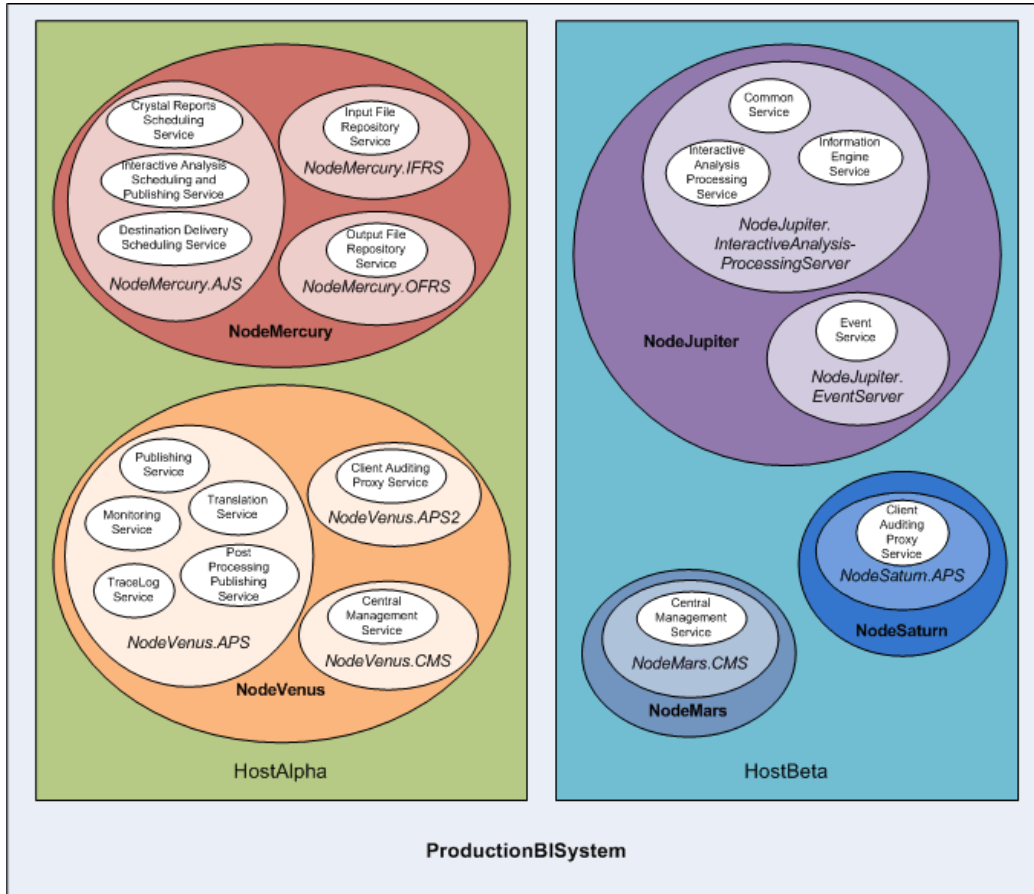 Crystal Reports
Scheduling
Service
Interactive Analysis
Scheduling and
Publishing Service
Destination Delivery
Scheduling Service
NodeMercury.AJS
Input File
Repository
Service
NodeMercury.IFRS
Output File
Repository
Service
NodeMercury.OFRS
NodeMercury
Publishing
Service
Monitoring
Service
Translation
Service
TraceLog
Service
Post
Processing
Publishing
Service
NodeVenus.APS
Client Auditing
Proxy Service
NodeVenus.APS2
Central
Management
Service
NodeVenus.CMS
NodeVenus
HostAlpha
Common
Service
Interactive
Analysis
Processing
Service
Information
Engine
Service
NodeJupiter.
InteractiveAnalysis-
ProcessingServer
Event
Service
NodeJupiter.
EventServer
NodeJupiter
Client
Auditing
Proxy
Service
NodeSaturn.APS
NodeSaturn
Central
Management
Service
NodeMars.CMS
NodeMars
HostBeta
ProductionBISystem